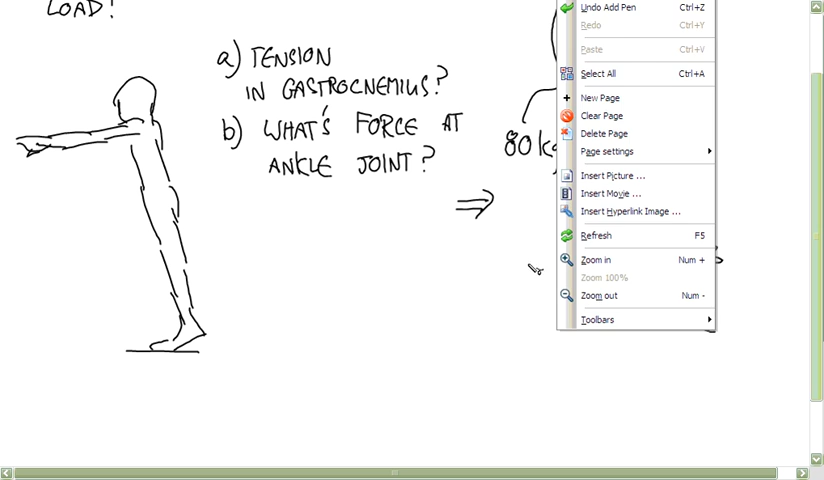 LOAD!
a) TENSION
IN GASTROCNEMIUS?
b) WHAT'S FORCE AT
ANKLE JOINT?
80k
Undo Add Pen Ctrl+Z
Redo Ctrl+Y
Paste Ctrl+V
Select All Ctrl+A
New Page
Clear Page
Delete Page
Page settings
Insert Picture ...
Insert Movie ...
Insert Hyperlink Image ...
Refresh F5
Zoom in Num +
Zoom 100%
Zoom out Num -
Toolbars